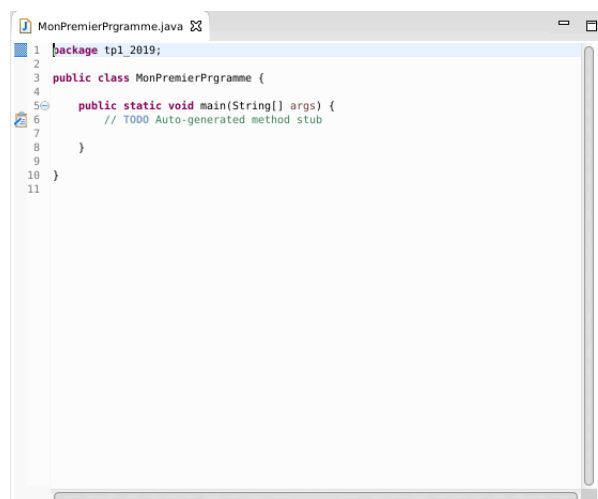 MonPremierPrgramme.java
1 package tp1_2019;
2
3 public class MonPremierPrgramme {
4
5 public static void main(String[] args) {
6 // TODO Auto-generated method stub
7
8 }
9
10 }
11